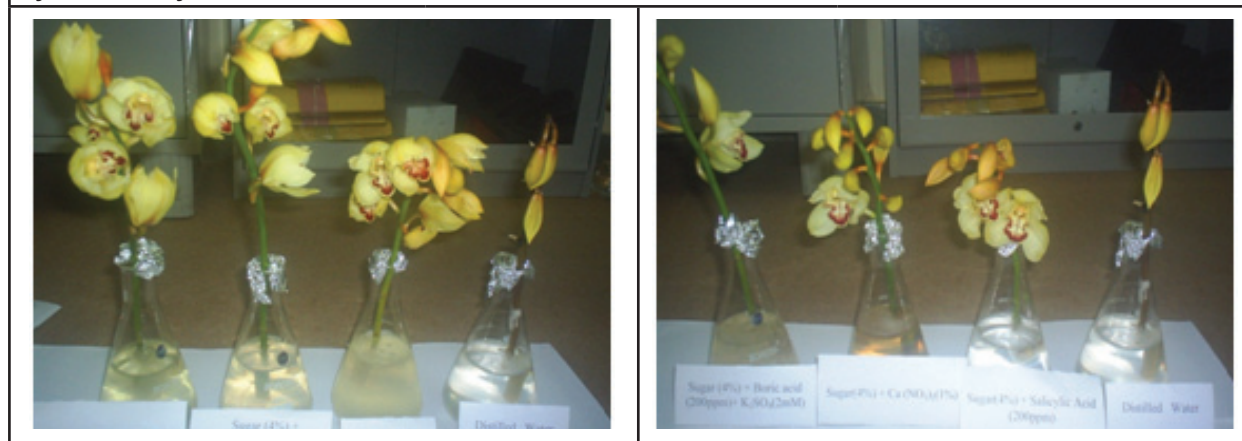 Sugar (4%) +
Distilled Water
Sugar (4%) + Boric acid
(200ppm)+ K2SO4(2mM)
Sugar(4%) + Ca (NO3)2(1%)
Sugar(4%) + Salicylic Acid
(200ppm)
Distilled Water